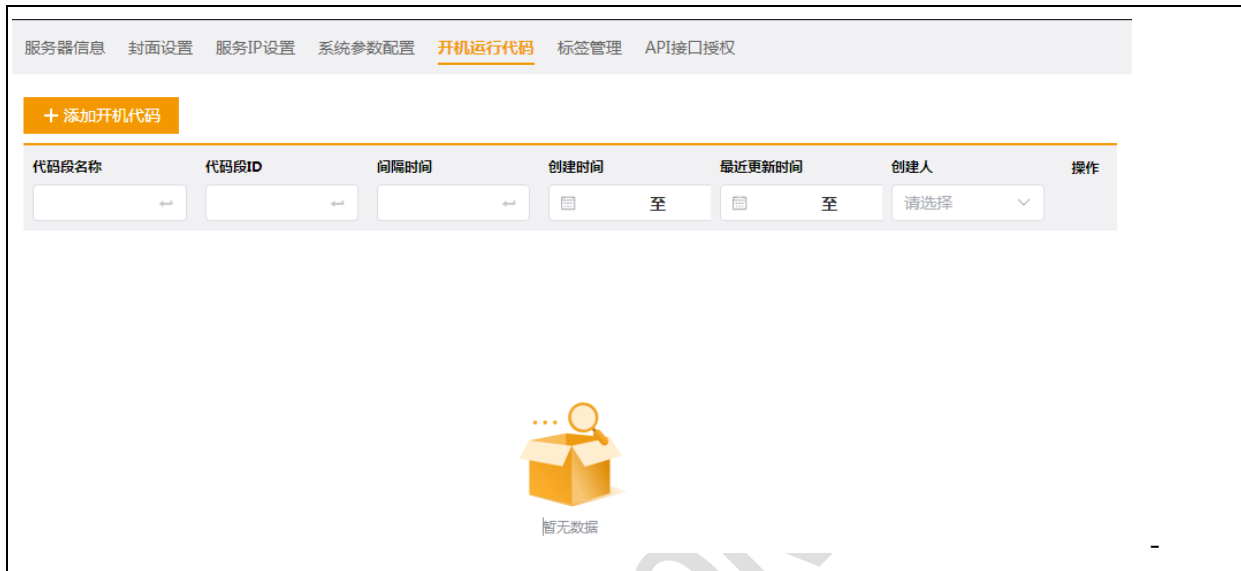 服务器信息 封面设置 服务IP设置 系统参数配置 开机运行代码 标签管理 API接口授权
+ 添加开机代码
代码段名称 代码段ID 间隔时间 创建时间 最近更新时间 创建人 操作
至 至 请选择
暂无数据
-